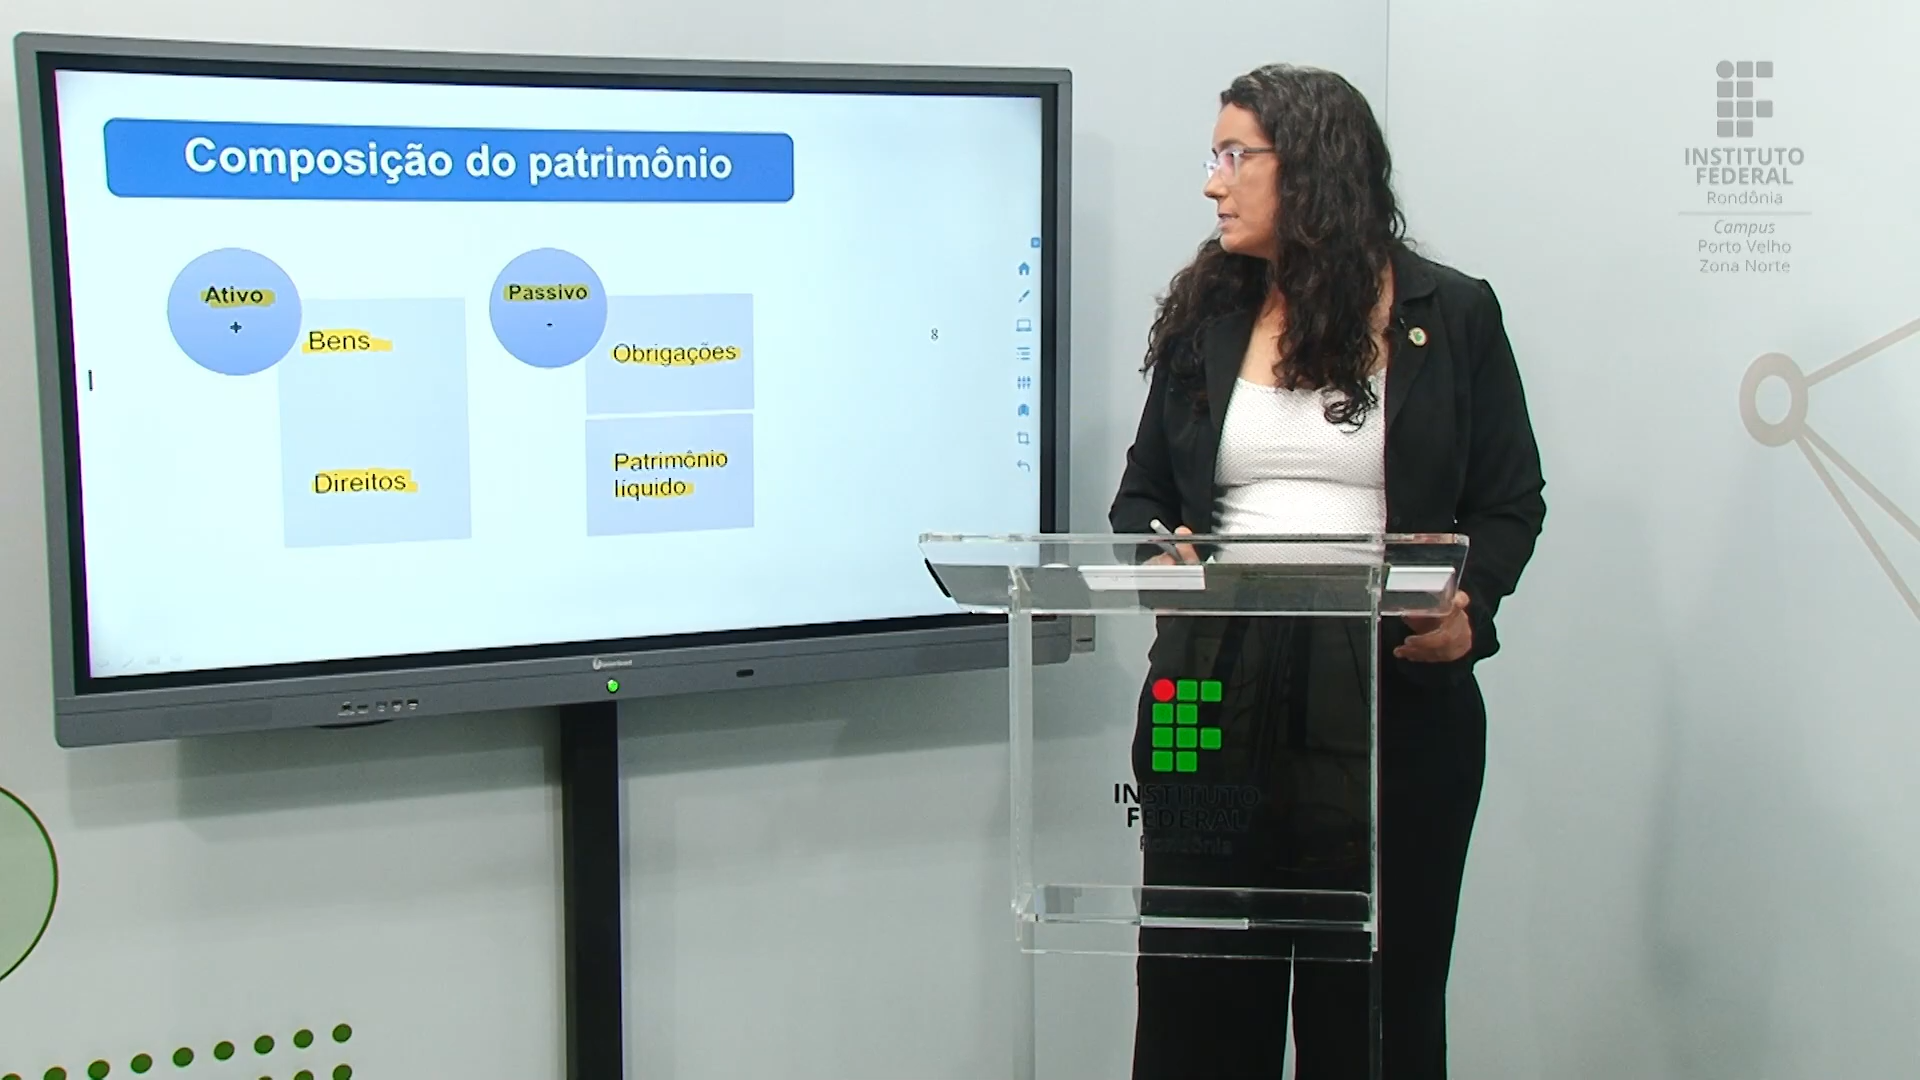 Composição do patrimônio
Ativo
+
Bens
Direitos
Passivo
-
Obrigações
Patrimônio
líquido
8
INSTITUTO
FEDERAL
Rondônia
Campus
Porto Velho
Zona Norte
INSTITUTO
FEDERAL
Rondônia